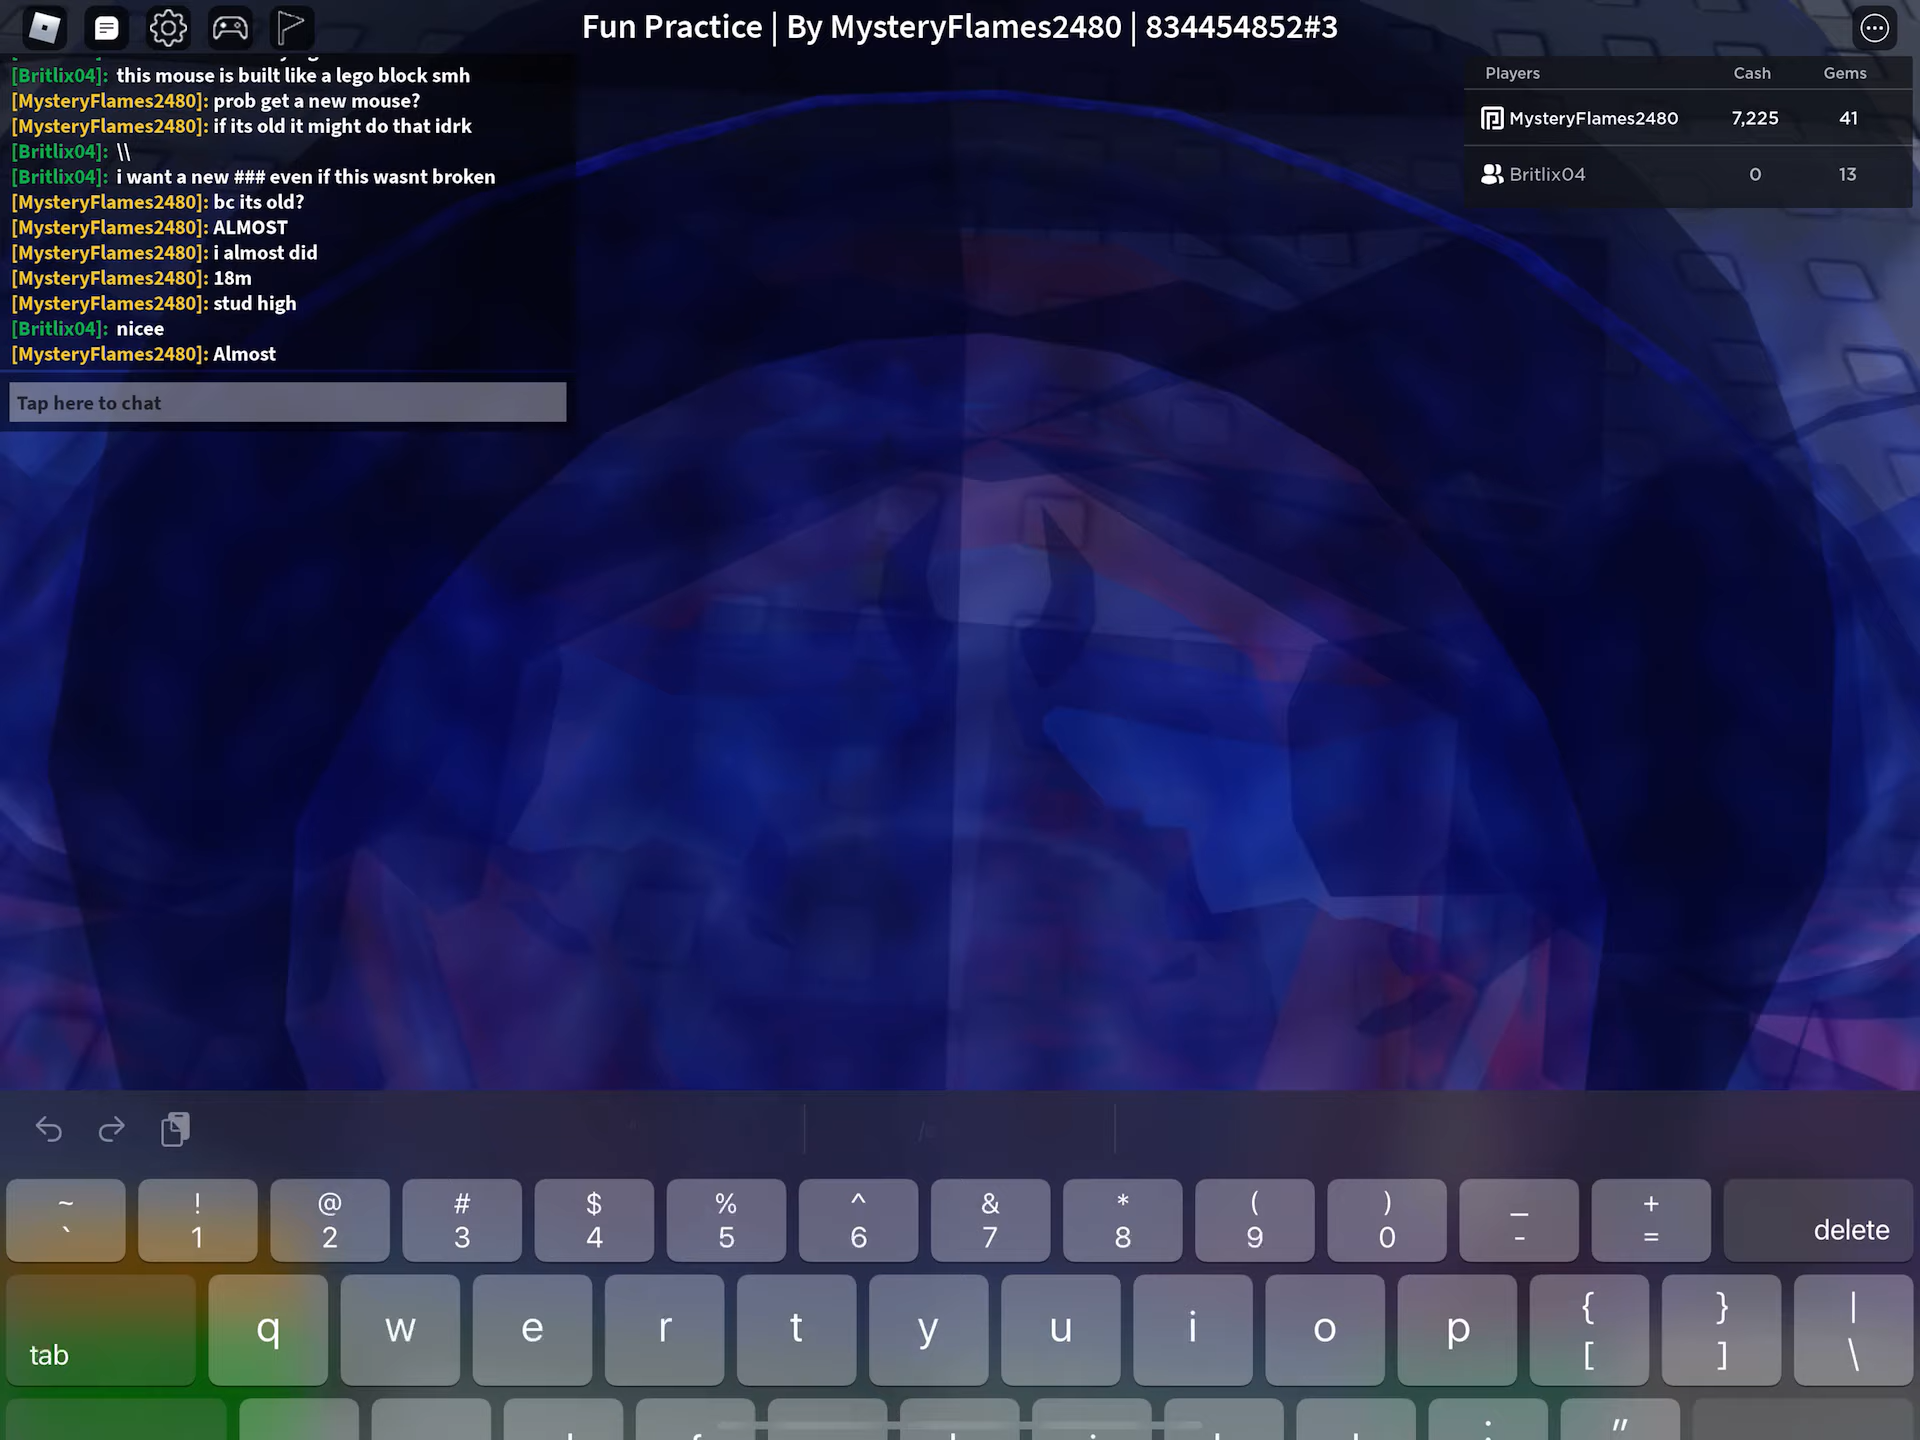 Fun Practice | By MysteryFlames2480 | 834454852#3
[Britlix04]: this mouse is built like a lego block smh
[MysteryFlames2480]: prob get a new mouse?
[MysteryFlames2480]: if its old it might do that idrk
[Britlix04]: \\
[Britlix04]: i want a new ### even if this wasnt broken
[MysteryFlames2480]: bc its old?
[MysteryFlames2480]: ALMOST
[MysteryFlames2480]: i almost did
[MysteryFlames2480]: 18m
[MysteryFlames2480]: stud high
[Britlix04]: nicee
[MysteryFlames2480]: Almost
Tap here to chat
Players Cash Gems
MysteryFlames2480 7,225 41
Britlix04 0 13
~ ! @ # $ % ^ & * ( ) _ +
` 1 2 3 4 5 6 7 8 9 0 - = delete
tab q w e r t y u i o p { } |
[ ] \